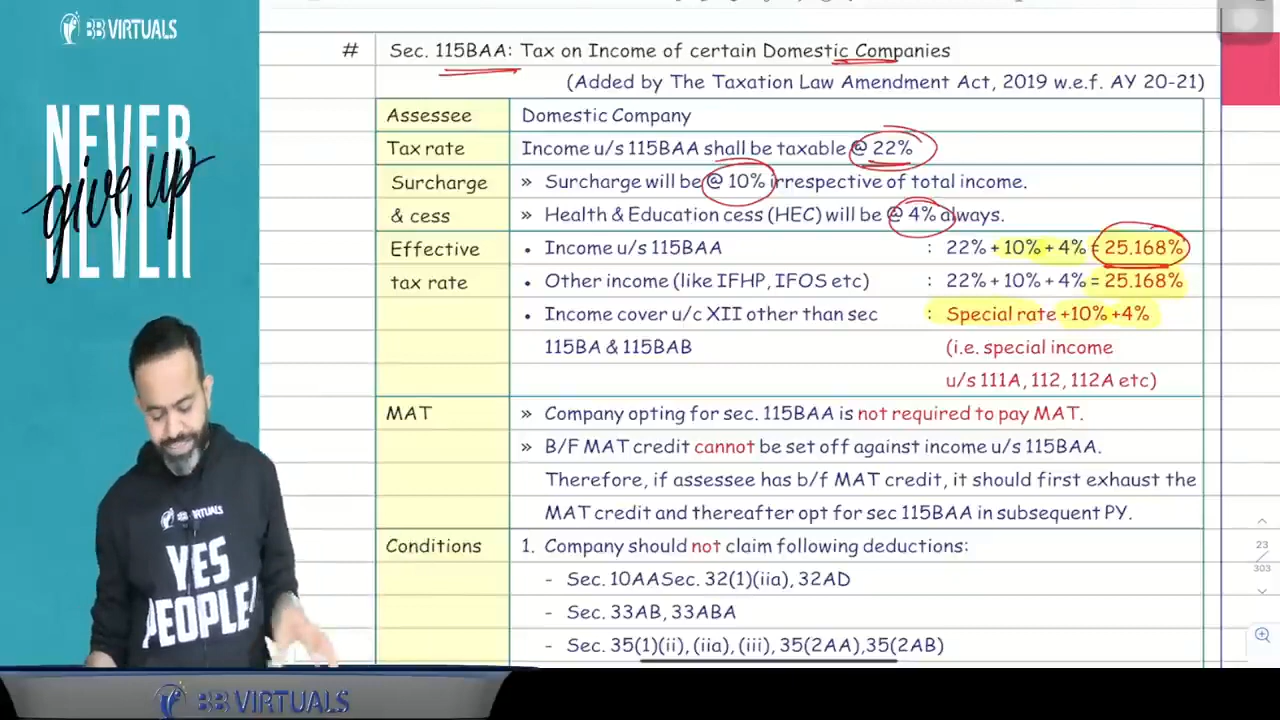 BB VIRTUALS
NEVER
give up
NEVER
# Sec. 115BAA: Tax on Income of certain Domestic Companies
(Added by The Taxation Law Amendment Act, 2019 w.e.f. AY 20-21)
Assessee Domestic Company
Tax rate Income u/s 115BAA shall be taxable @ 22%
Surcharge » Surcharge will be @ 10% irrespective of total income.
& cess » Health & Education cess (HEC) will be @ 4% always.
Effective • Income u/s 115BAA : 22% + 10% + 4% = 25.168%
tax rate • Other income (like IFHP, IFOS etc) : 22% + 10% + 4% = 25.168%
• Income cover u/c XII other than sec : Special rate +10% +4%
115BA & 115BAB (i.e. special income
u/s 111A, 112, 112A etc)
MAT » Company opting for sec. 115BAA is not required to pay MAT.
» B/F MAT credit cannot be set off against income u/s 115BAA.
Therefore, if assessee has b/f MAT credit, it should first exhaust the
MAT credit and thereafter opt for sec 115BAA in subsequent PY.
Conditions 1. Company should not claim following deductions:
- Sec. 10AASec. 32(1)(iia), 32AD
- Sec. 33AB, 33ABA
- Sec. 35(1)(ii), (iia), (iii), 35(2AA),35(2AB)
23
303
BB VIRTUALS
YES
PEOPLE!
BB VIRTUALS